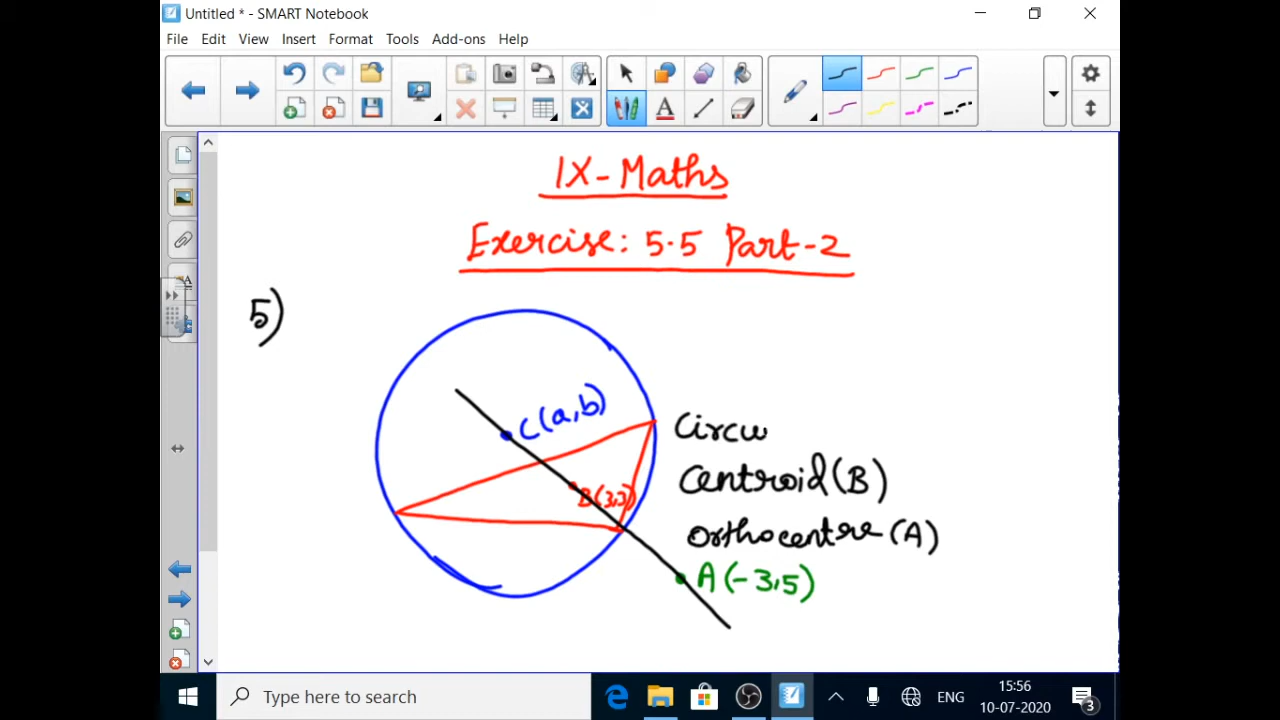 Untitled * - SMART Notebook
File Edit View Insert Format Tools Add-ons Help
IX-Maths
Exercise: 5.5 Part-2
5)
C(a,b)
Circu
B(3,3)
Centroid(B)
Orthocentre(A)
A(-3,5)
Type here to search
ENG
15:56
10-07-2020
3